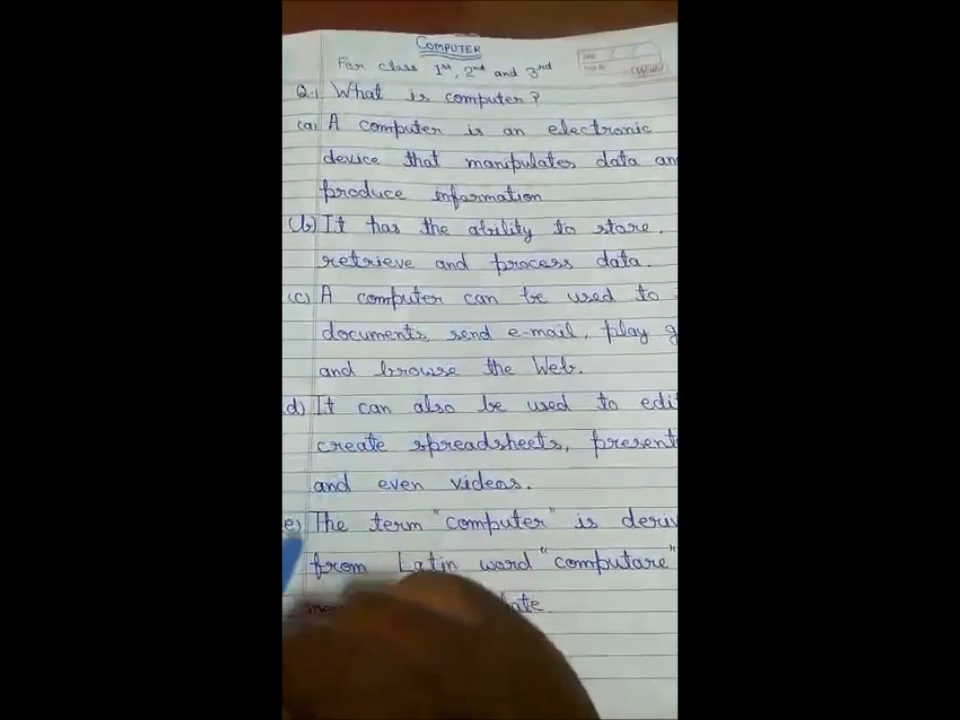 COMPUTER
For class 1st, 2nd and 3rd
Q.1 What is computer?
(a) A computer is an electronic
device that manipulates data an
produce information
(b) It has the ability to store,
retrieve and process data.
(c) A computer can be used to
documents, send e-mail, play g
and browse the Web.
d) It can also be used to edit
create spreadsheets, present
and even videos.
e) The term "computer" is deriv
from Latin word "computare"
late